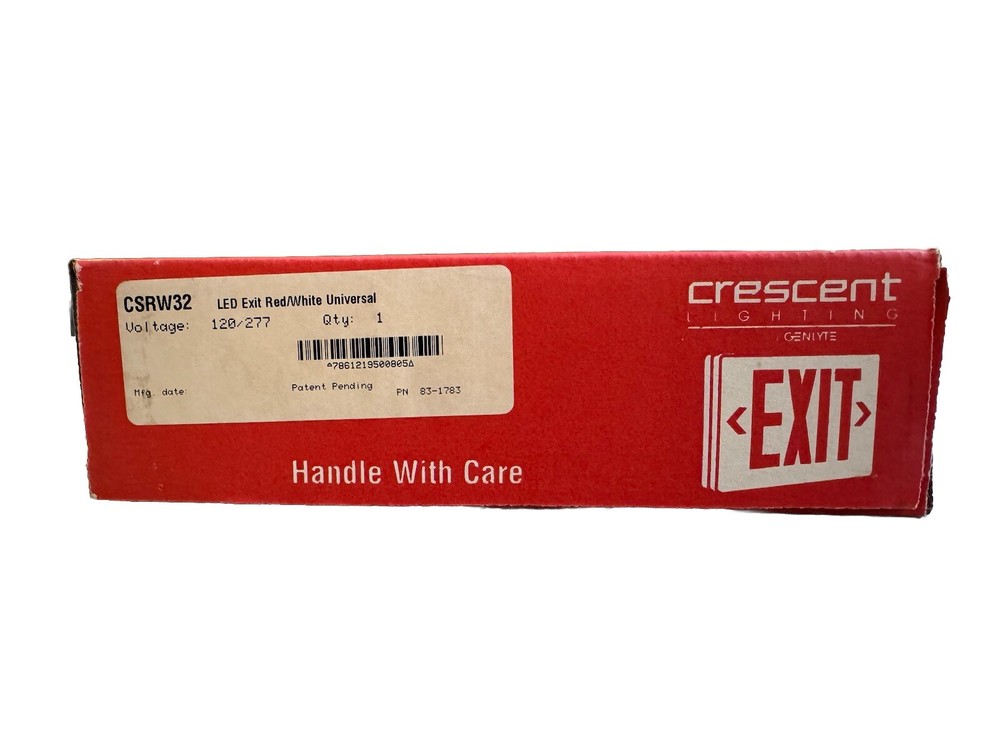 CSRW32 LED Exit Red/White Universal
Voltage: 120/277 Qty: 1
^7861219500805^
Mfg. date: Patent Pending PN 83-1783
Handle With Care
crescent
LIGHTING
GENLYTE
‹EXIT›